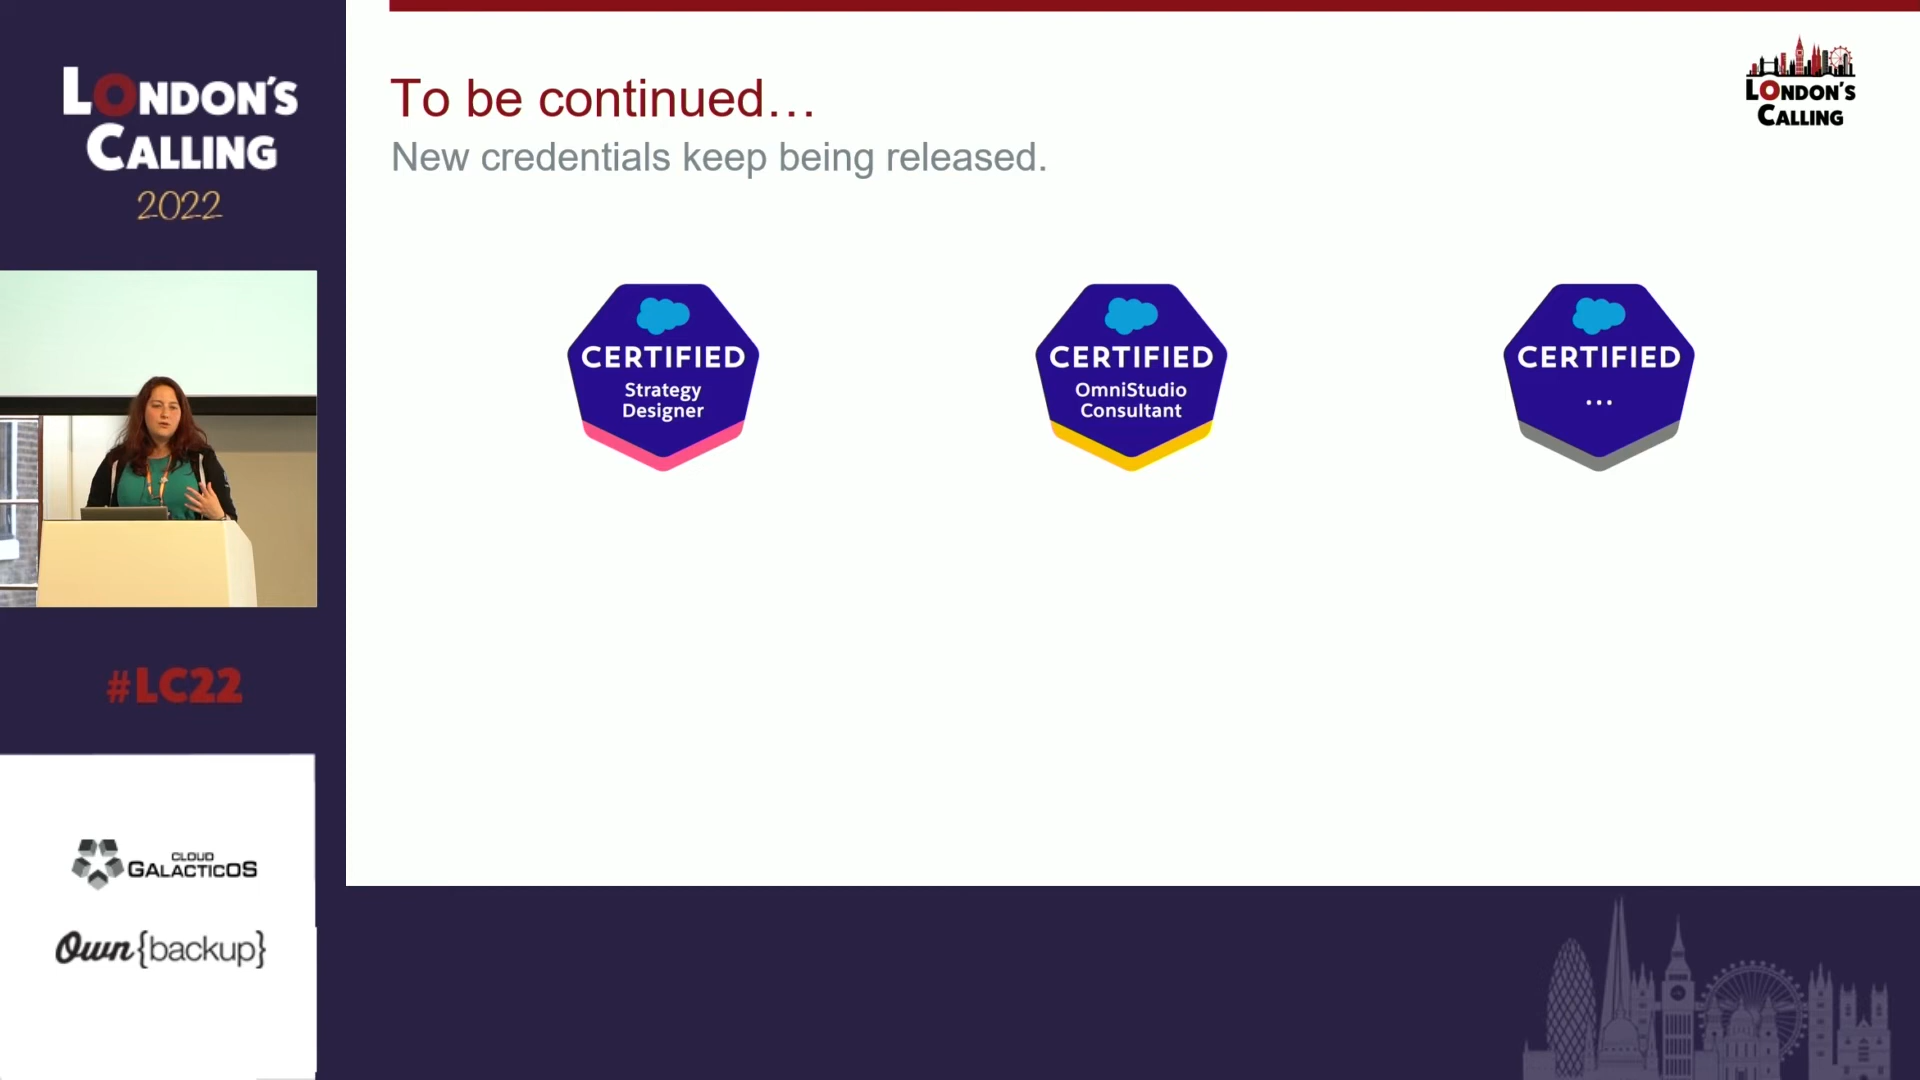 LONDON'S
CALLING
2022
#LC22
CLOUD
GALACTICOS
Own{backup}
To be continued…
New credentials keep being released.
LONDON'S
CALLING
CERTIFIED
Strategy
Designer
CERTIFIED
OmniStudio
Consultant
CERTIFIED
...